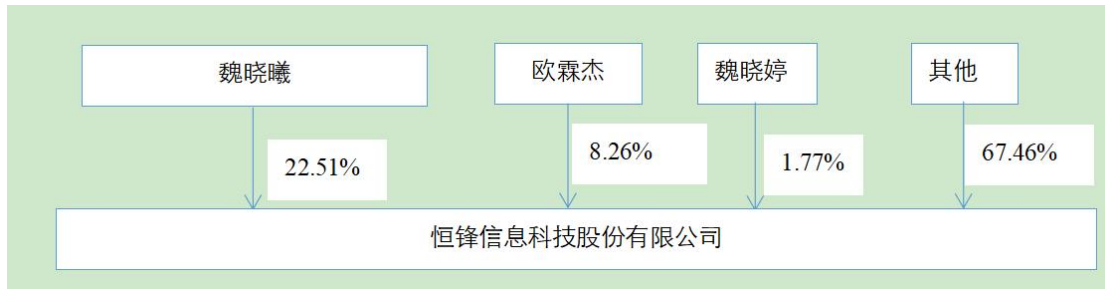 魏晓曦
欧霖杰
魏晓婷
其他
22.51%
8.26%
1.77%
67.46%
恒锋信息科技股份有限公司